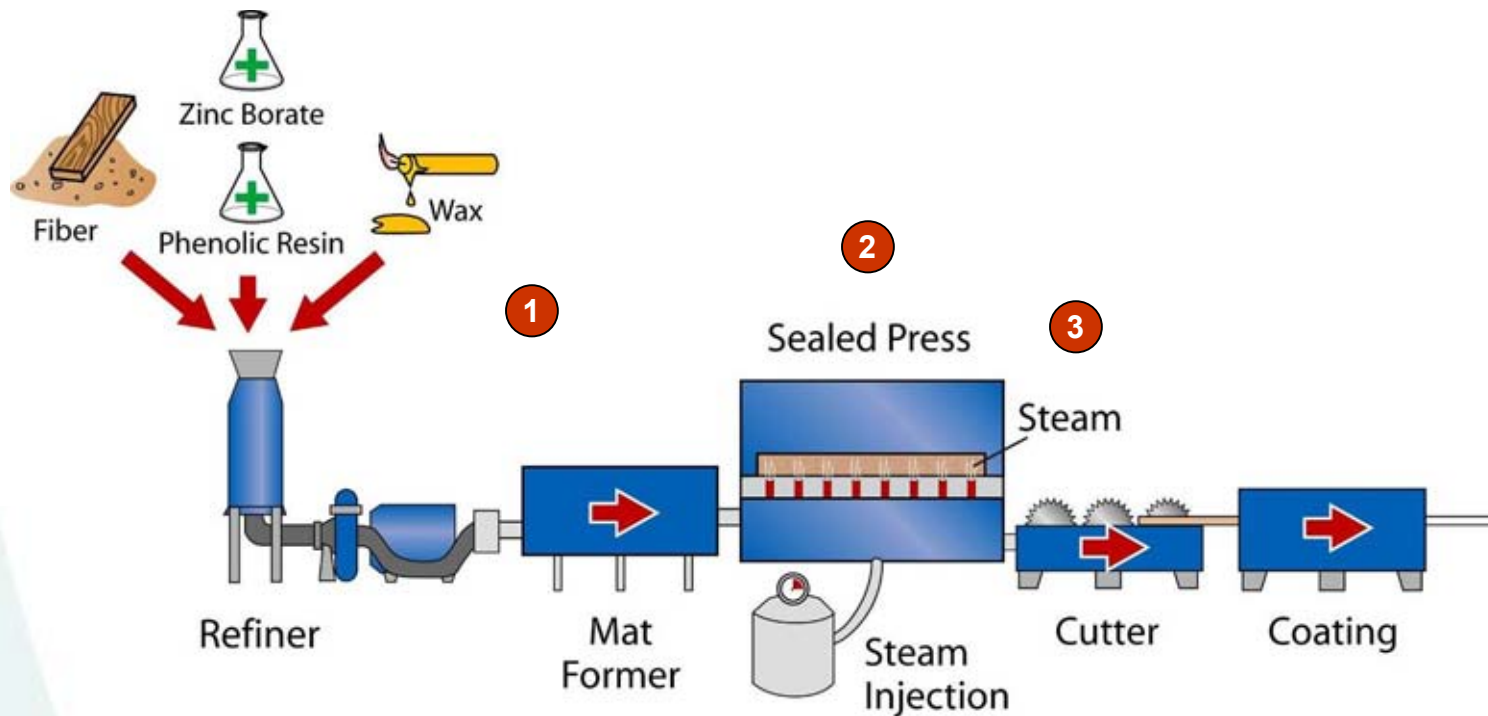 Zinc Borate
Fiber
Phenolic Resin
Wax
1
2
3
Sealed Press
Steam
Refiner
Mat
Former
Steam
Injection
Cutter
Coating